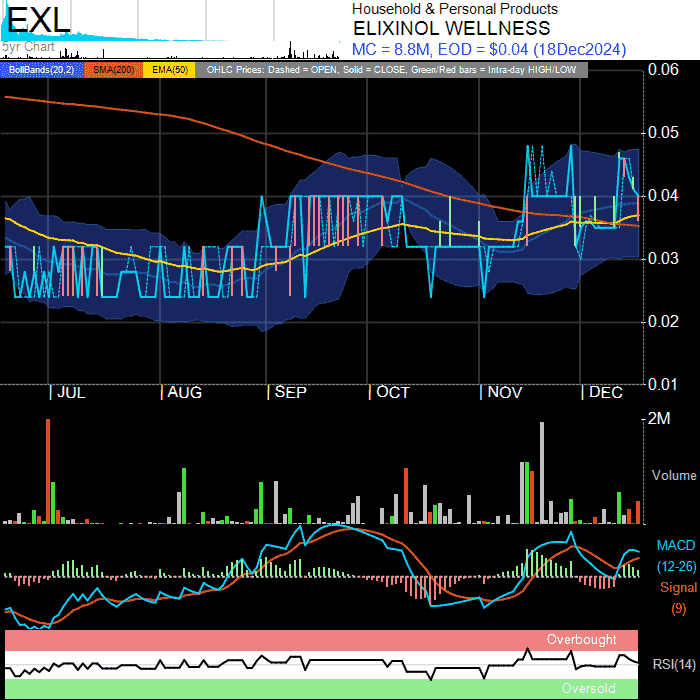 EXL
5yr Chart
Household & Personal Products
ELIXINOL WELLNESS
MC = 8.8M, EOD = $0.04 (18Dec2024)
BollBands(20,2) SMA(200) EMA(50) OHLC Prices: Dashed = OPEN, Solid = CLOSE, Green/Red bars = Intra-day HIGH/LOW
0.06
0.05
0.04
0.03
0.02
0.01
JUL AUG SEP OCT NOV DEC
2M
Volume
MACD
(12-26)
Signal
(9)
Overbought
RSI(14)
Oversold